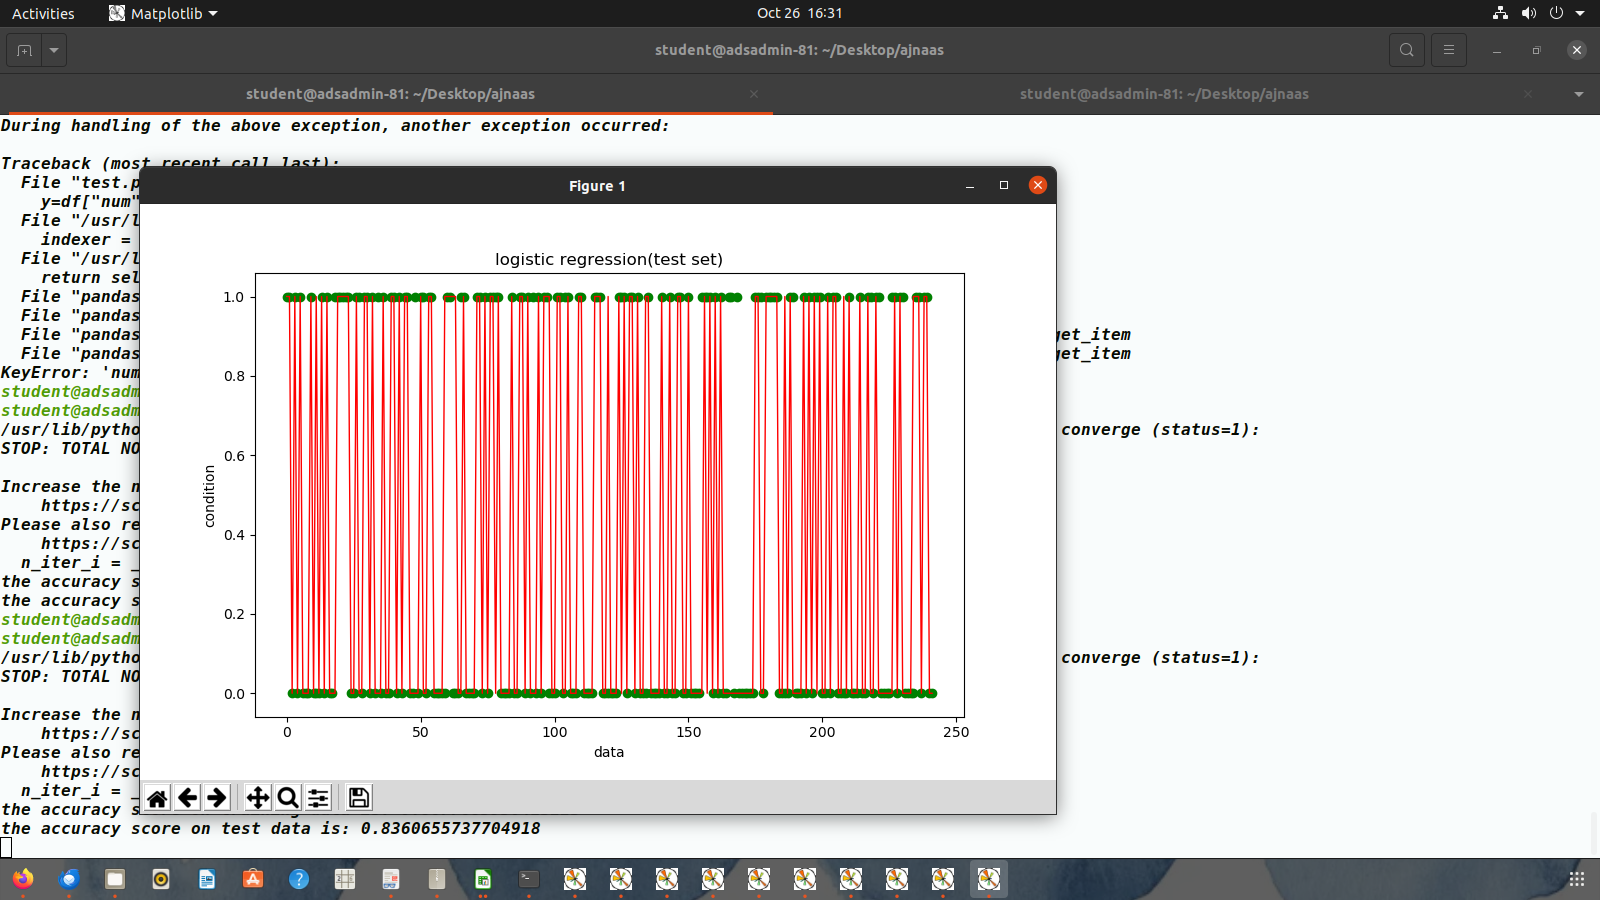 Activities
Matplotlib
Oct 26 16:31
student@adsadmin-81: ~/Desktop/ajnaas
student@adsadmin-81: ~/Desktop/ajnaas
student@adsadmin-81: ~/Desktop/ajnaas
During handling of the above exception, another exception occurred:
Traceback (most recent call last):
File "test.p
y=df["num"
File "/usr/l
indexer =
File "/usr/l
return sel
File "pandas
File "pandas
File "pandas
get_item
File "pandas
get_item
KeyError: 'num
student@adsadm
student@adsadm
/usr/lib/pytho
converge (status=1):
STOP: TOTAL NO
Increase the n
https://sc
Please also re
https://sc
n_iter_i = _
the accuracy s
the accuracy s
student@adsadm
student@adsadm
/usr/lib/pytho
converge (status=1):
STOP: TOTAL NO
Increase the n
https://sc
Please also re
https://sc
n_iter_i = _
the accuracy s
the accuracy score on test data is: 0.8360655737704918
Figure 1
logistic regression(test set)
1.0
0.8
0.6
0.4
0.2
0.0
condition
0 50 100 150 200 250
data